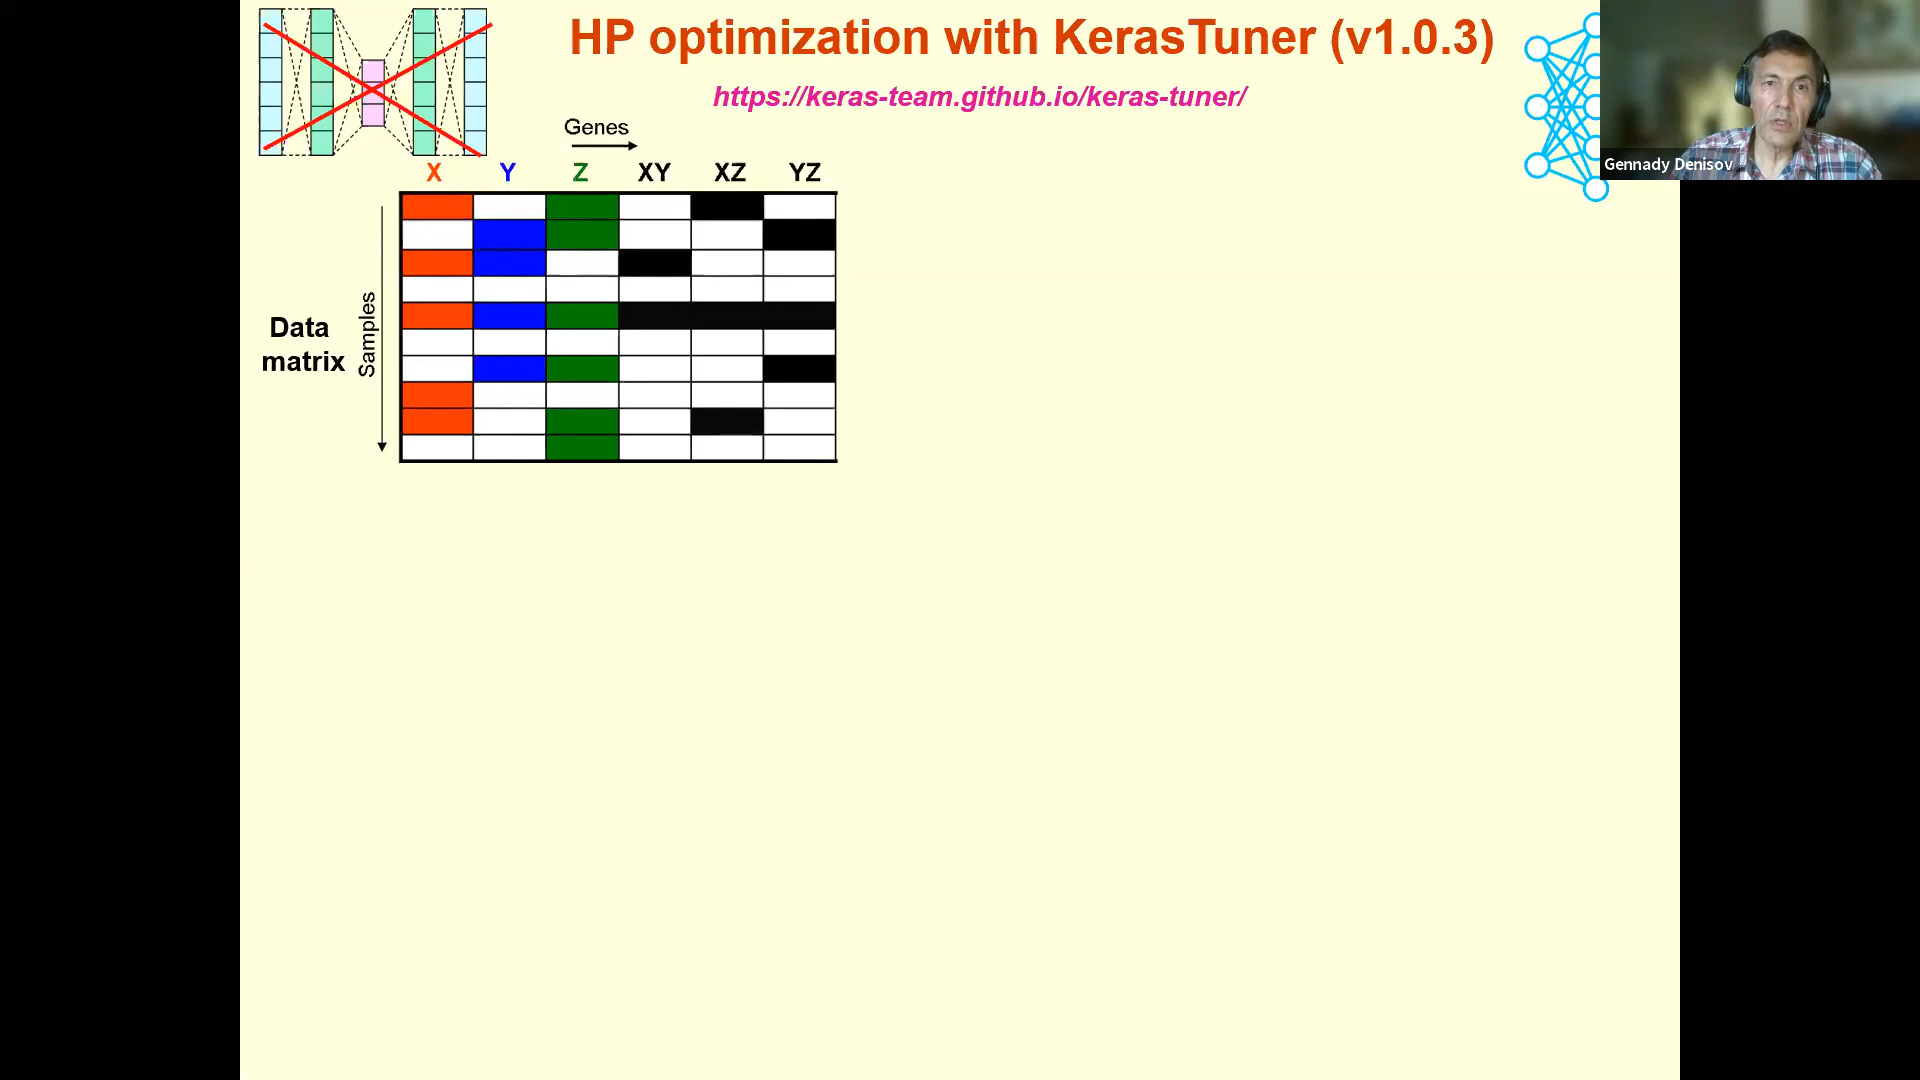 HP optimization with KerasTuner (v1.0.3)
https://keras-team.github.io/keras-tuner/
Gennady Denisov
Genes
X Y Z XY XZ YZ
Samples
Data
matrix